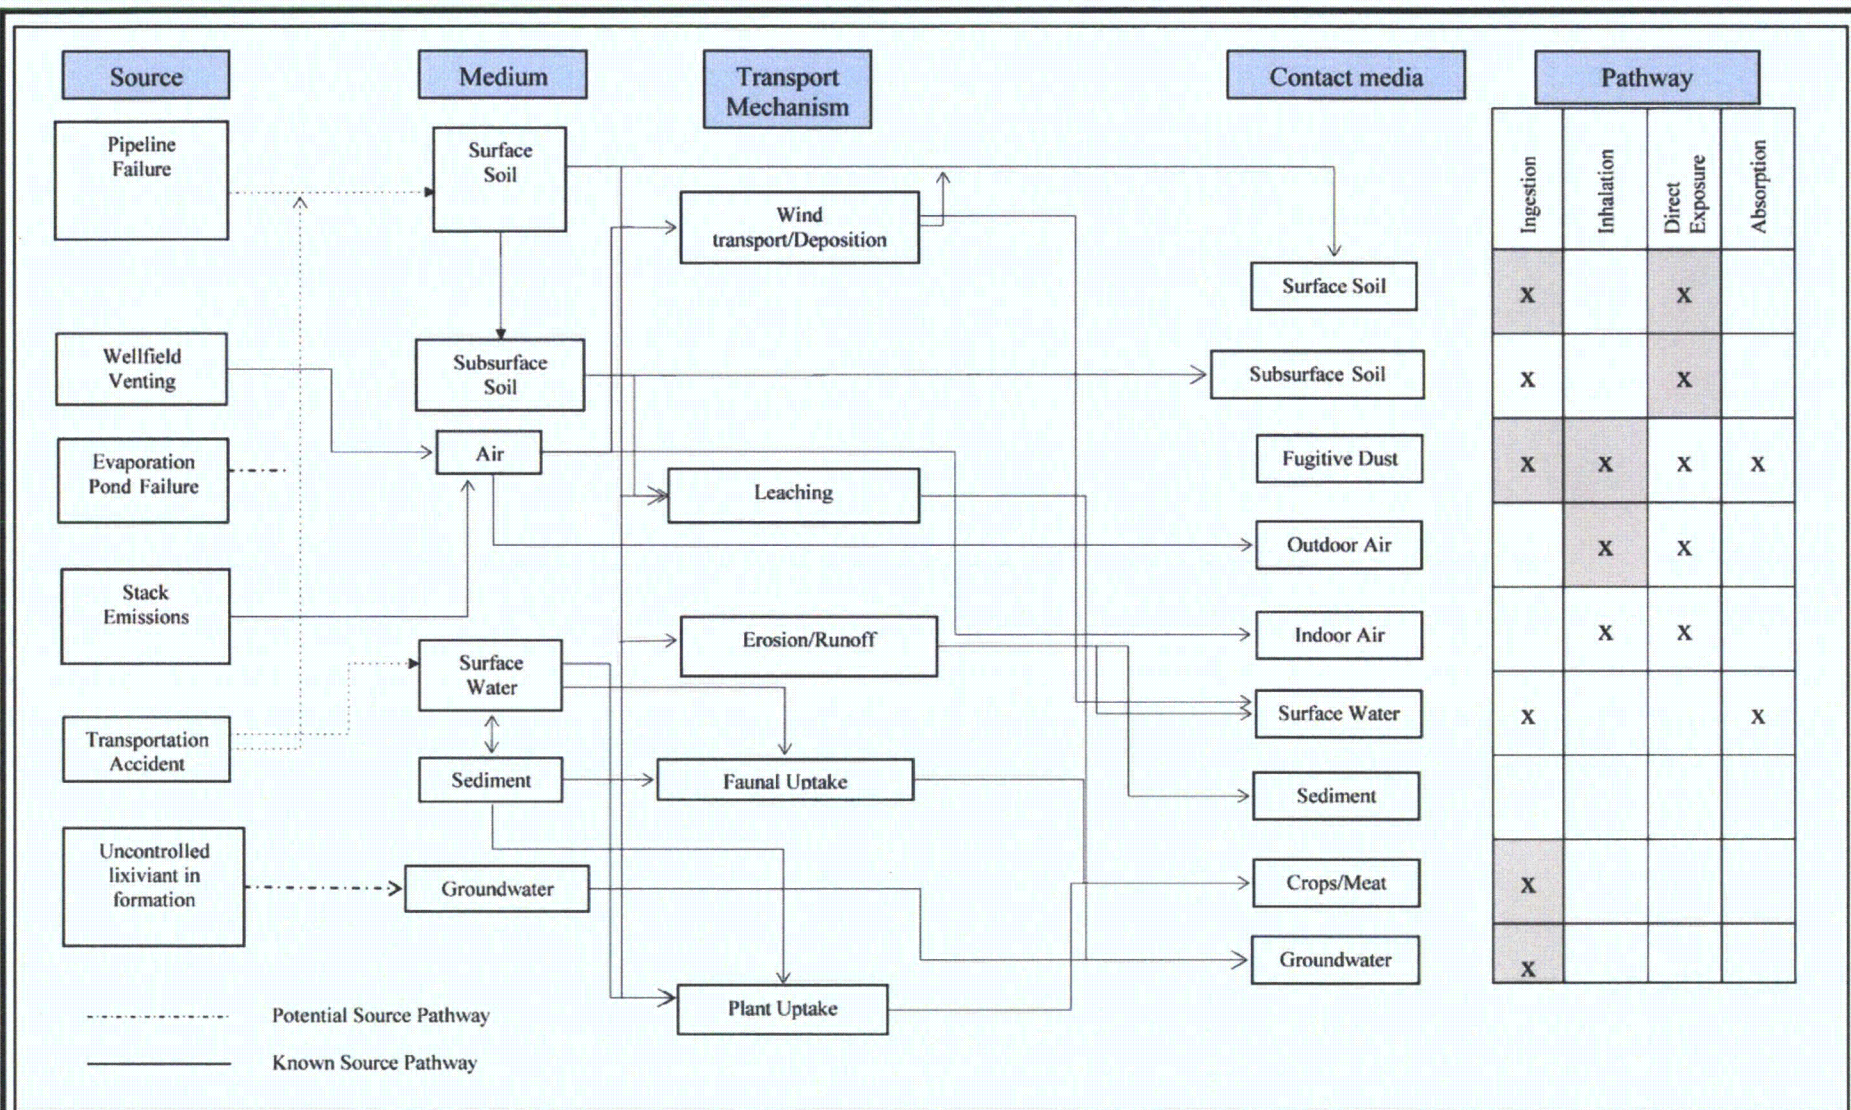 Source
Medium
Transport
Mechanism
Contact media
Pathway
Pipeline
Failure
Wellfield
Venting
Evaporation
Pond Failure
Stack
Emissions
Transportation
Accident
Uncontrolled
lixiviant in
formation
Surface
Soil
Subsurface
Soil
Air
Surface
Water
Sediment
Groundwater
Wind
transport/Deposition
Leaching
Erosion/Runoff
Faunal Uptake
Plant Uptake
Surface Soil
Subsurface Soil
Fugitive Dust
Outdoor Air
Indoor Air
Surface Water
Sediment
Crops/Meat
Groundwater
Ingestion
Inhalation
Direct
Exposure
Absorption
X X
X X
X X X X
X X
X X
X X
X
X
Potential Source Pathway
Known Source Pathway